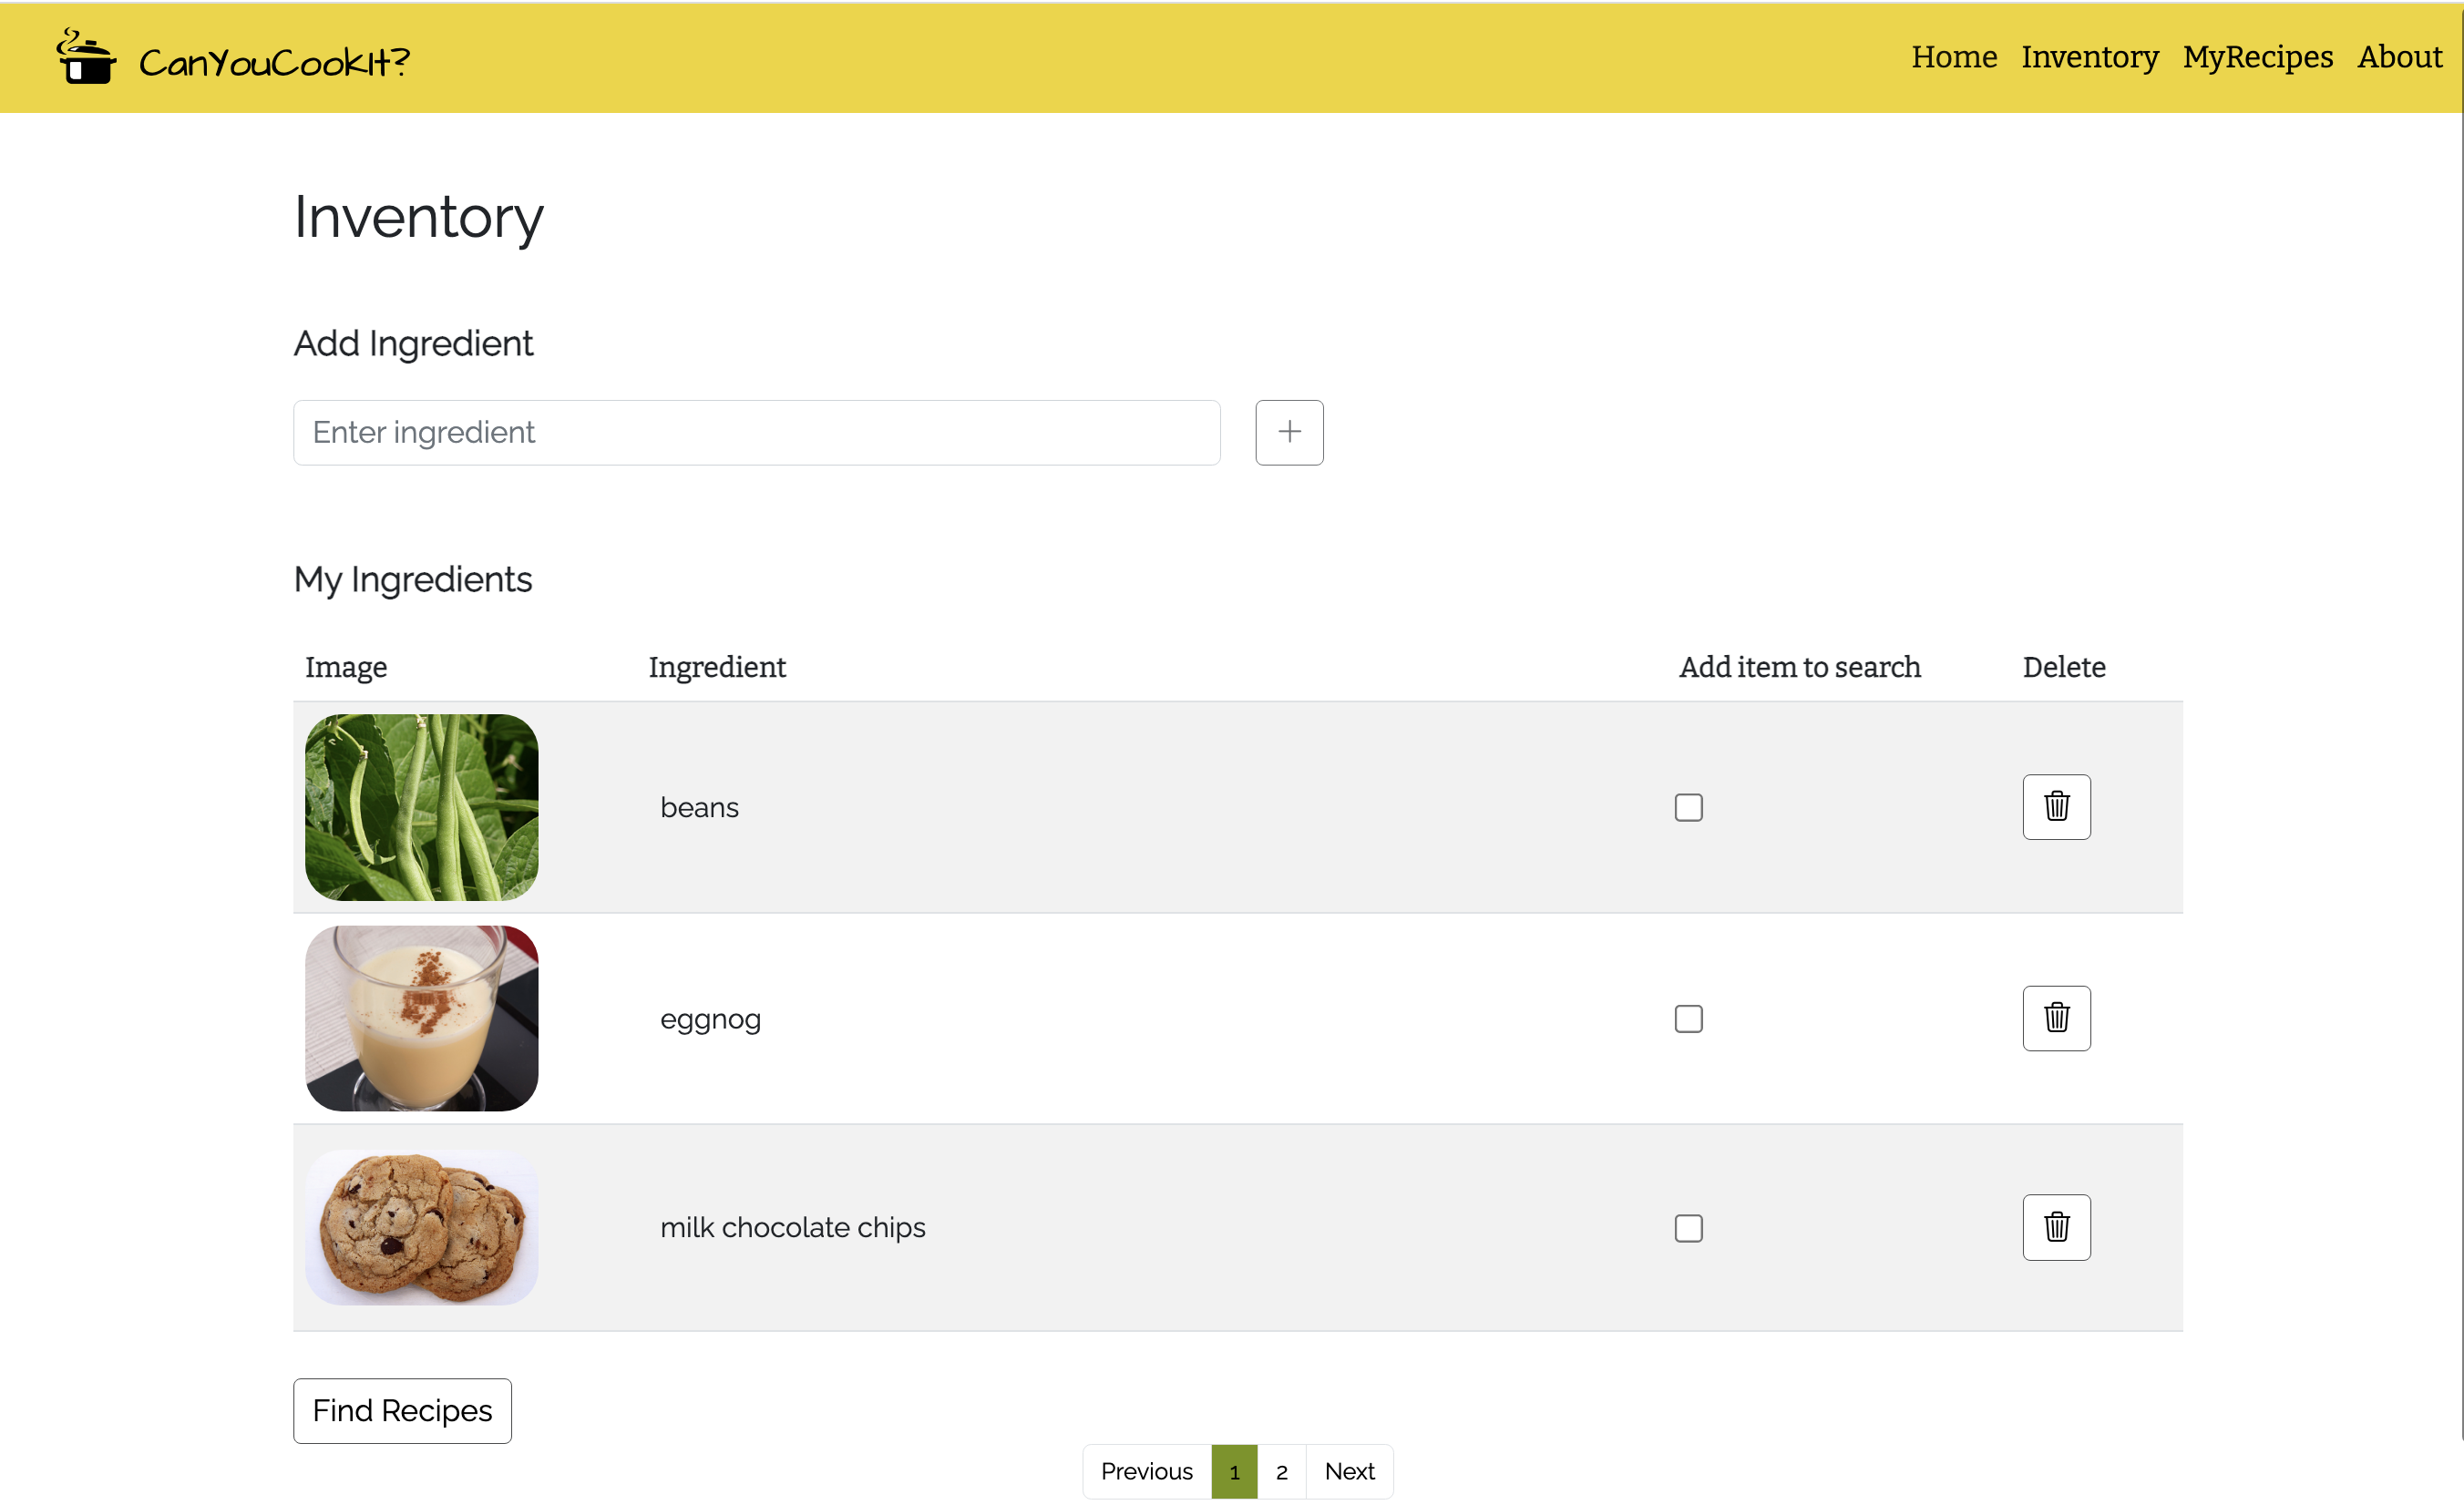 CanYouCookIt?
Home Inventory MyRecipes About
Inventory
Add Ingredient
Enter ingredient
+
My Ingredients
Image Ingredient Add item to search Delete
beans
eggnog
milk chocolate chips
Find Recipes
Previous 1 2 Next